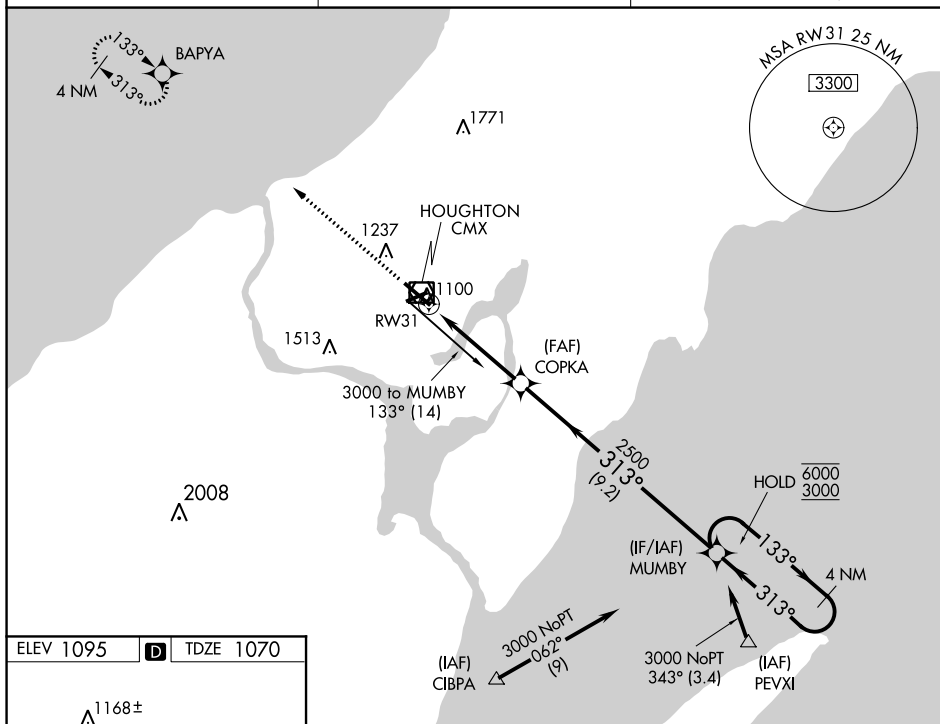 133°
313°
4 NM
BAPYA
MSA RW31 25 NM
3300
1771
HOUGHTON
CMX
1237
1100
RW31
1513
(FAF)
COPKA
3000 to MUMBY
133° (14)
2500
313°
(9.2)
2008
HOLD 6000
3000
(IF/IAF)
MUMBY
133°
313°
4 NM
3000 NoPT
062°
(9)
(IAF)
CIBPA
3000 NoPT
343° (3.4)
(IAF)
PEVXI
ELEV 1095 D TDZE 1070
1168±